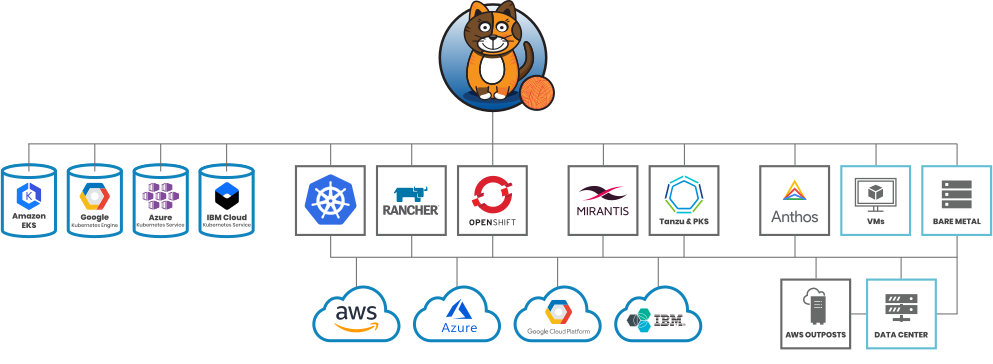 Amazon
EKS
Google
Kubernetes Engine
Azure
Kubernetes Service
IBM Cloud
Kubernetes Service
RANCHER
OPENSHIFT
MIRANTIS
Tanzu & PKS
Anthos
VMs
BARE METAL
aws
Azure
Google Cloud Platform
IBM
AWS OUTPOSTS
DATA CENTER